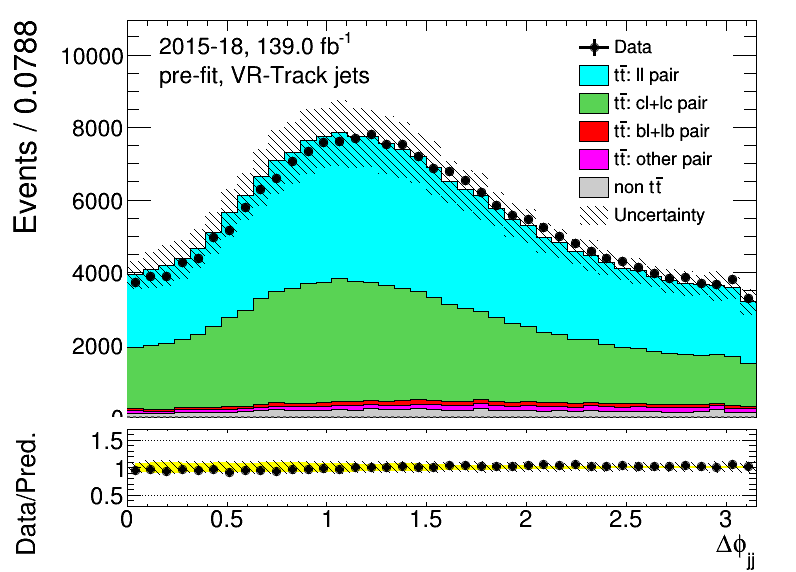 Events / 0.0788
10000
8000
6000
4000
2000
0
2015-18, 139.0 fb⁻¹
pre-fit, VR-Track jets
Data
tt̄: ll pair
tt̄: cl+lc pair
tt̄: bl+lb pair
tt̄: other pair
non tt̄
Uncertainty
Data/Pred.
1.5
1
0.5
0 0.5 1 1.5 2 2.5 3
Δϕjj